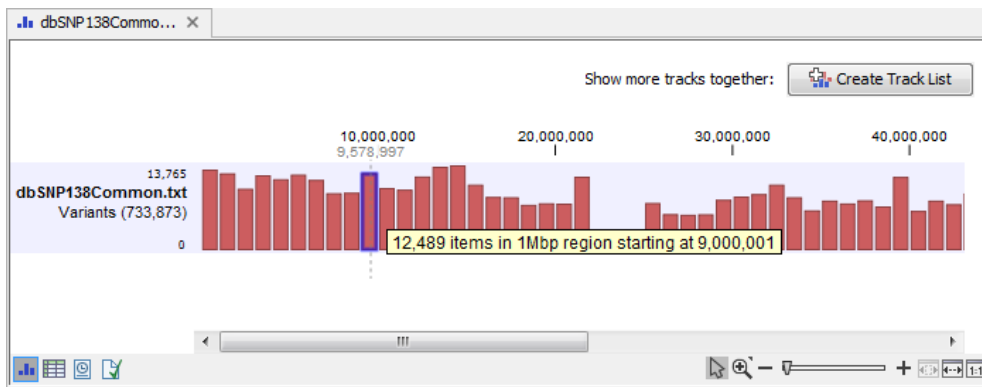 dbSNP138Commo...
Show more tracks together:
Create Track List
10,000,000
20,000,000
30,000,000
40,000,000
9,578,997
13,765
dbSNP138Common.txt
Variants (733,873)
0
12,489 items in 1Mbp region starting at 9,000,001
1:1